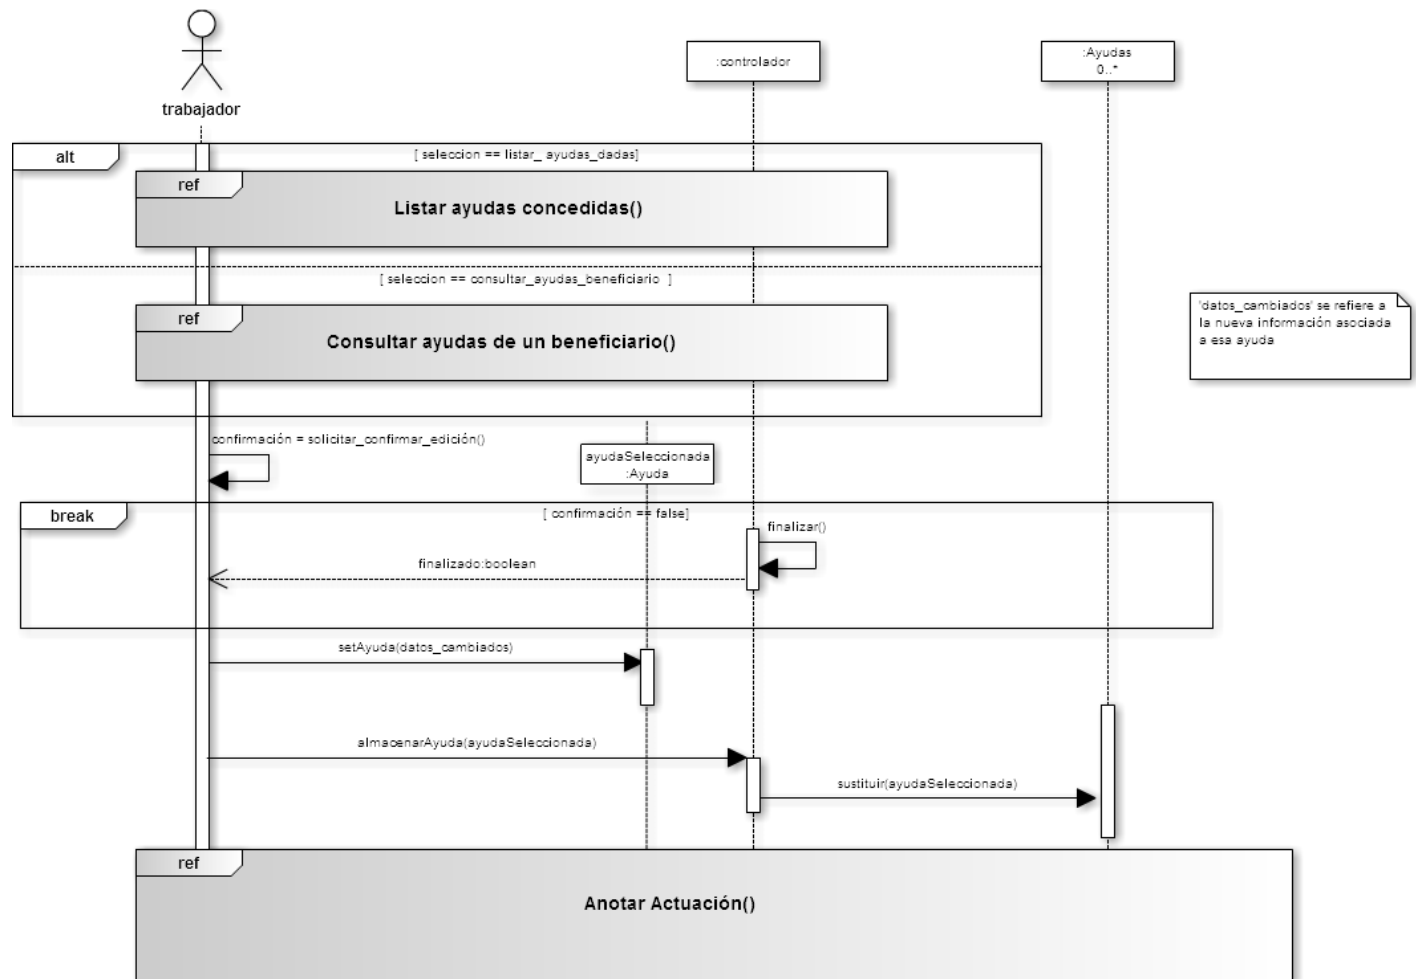 :controlador
:Ayudas
0..*
trabajador
alt
[ seleccion == listar_ ayudas_dadas]
ref
Listar ayudas concedidas()
[ seleccion == consultar_ayudas_beneficiario  ]
ref
Consultar ayudas de un beneficiario()
'datos_cambiados' se refiere a
la nueva información asociada
a esa ayuda
confirmación = solicitar_confirmar_edición()
ayudaSeleccionada
:Ayuda
break
[ confirmación == false]
finalizar()
finalizado:boolean
setAyuda(datos_cambiados)
almacenarAyuda(ayudaSeleccionada)
sustituir(ayudaSeleccionada)
ref
Anotar Actuación()